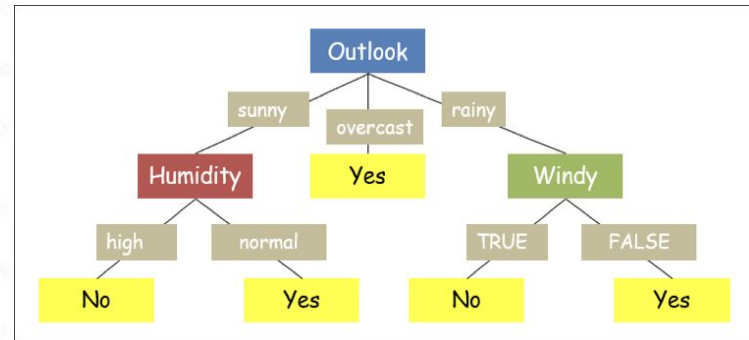 Outlook
sunny
overcast
rainy
Humidity
Yes
Windy
high
normal
TRUE
FALSE
No
Yes
No
Yes